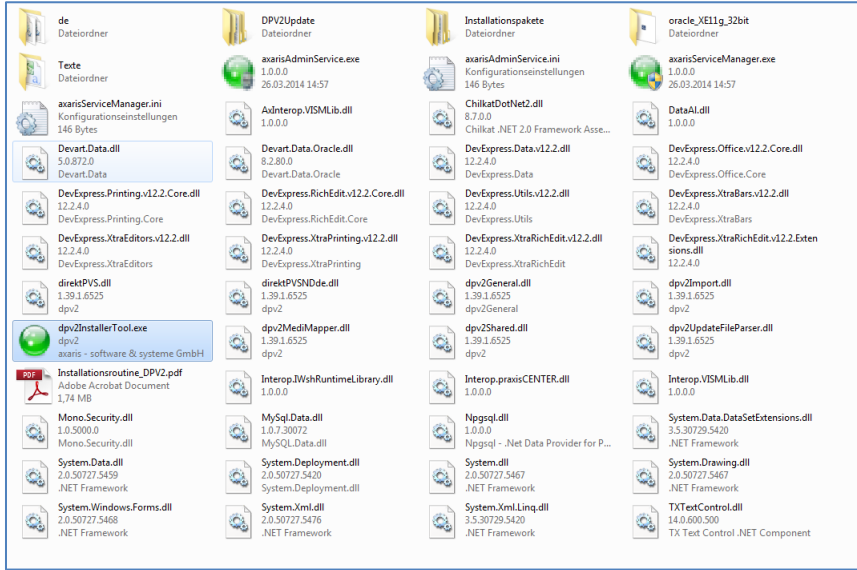 de
Dateiordner
DPV2Update
Dateiordner
Installationspakete
Dateiordner
oracle_XE11g_32bit
Dateiordner
Texte
Dateiordner
axarisAdminService.exe
1.0.0.0
26.03.2014 14:57
axarisAdminService.ini
Konfigurationseinstellungen
146 Bytes
axarisServiceManager.exe
1.0.0.0
26.03.2014 14:57
axarisServiceManager.ini
Konfigurationseinstellungen
146 Bytes
AxInterop.VISMLib.dll
1.0.0.0
ChilkatDotNet2.dll
8.7.0.0
Chilkat .NET 2.0 Framework Asse...
DataAl.dll
1.0.0.0
Devart.Data.dll
5.0.872.0
Devart.Data
Devart.Data.Oracle.dll
8.2.80.0
Devart.Data.Oracle
DevExpress.Data.v12.2.dll
12.2.4.0
DevExpress.Data
DevExpress.Office.v12.2.Core.dll
12.2.4.0
DevExpress.Office.Core
DevExpress.Printing.v12.2.Core.dll
12.2.4.0
DevExpress.Printing.Core
DevExpress.RichEdit.v12.2.Core.dll
12.2.4.0
DevExpress.RichEdit.Core
DevExpress.Utils.v12.2.dll
12.2.4.0
DevExpress.Utils
DevExpress.XtraBars.v12.2.dll
12.2.4.0
DevExpress.XtraBars
DevExpress.XtraEditors.v12.2.dll
12.2.4.0
DevExpress.XtraEditors
DevExpress.XtraPrinting.v12.2.dll
12.2.4.0
DevExpress.XtraPrinting
DevExpress.XtraRichEdit.v12.2.dll
12.2.4.0
DevExpress.XtraRichEdit
DevExpress.XtraRichEdit.v12.2.Exten
sions.dll
12.2.4.0
direktPVS.dll
1.39.1.6525
dpv2
direktPVSNDde.dll
1.39.1.6525
dpv2
dpv2General.dll
1.39.1.6525
dpv2General
dpv2Import.dll
1.39.1.6525
dpv2
dpv2InstallerTool.exe
dpv2
axaris - software & systeme GmbH
dpv2MediMapper.dll
1.39.1.6525
dpv2
dpv2Shared.dll
1.39.1.6525
dpv2
dpv2UpdateFileParser.dll
1.39.1.6525
dpv2
PDF
Installationsroutine_DPV2.pdf
Adobe Acrobat Document
1,74 MB
Interop.IWshRuntimeLibrary.dll
1.0.0.0
Interop.praxisCENTER.dll
1.0.0.0
Interop.VISMLib.dll
1.0.0.0
Mono.Security.dll
1.0.5000.0
Mono.Security.dll
MySql.Data.dll
1.0.7.30072
MySQL.Data.dll
Npgsql.dll
1.0.0.0
Npgsql - .Net Data Provider for P...
System.Data.DataSetExtensions.dll
3.5.30729.5420
.NET Framework
System.Data.dll
2.0.50727.5459
.NET Framework
System.Deployment.dll
2.0.50727.5420
System.Deployment.dll
System.dll
2.0.50727.5467
.NET Framework
System.Drawing.dll
2.0.50727.5467
.NET Framework
System.Windows.Forms.dll
2.0.50727.5468
.NET Framework
System.Xml.dll
2.0.50727.5476
.NET Framework
System.Xml.Linq.dll
3.5.30729.5420
.NET Framework
TXTextControl.dll
14.0.600.500
TX Text Control .NET Component